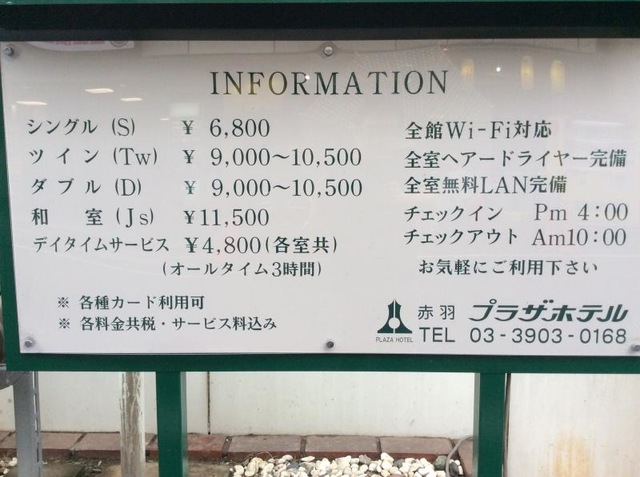 INFORMATION
シングル (S) ¥ 6,800
ツイン (Tw) ¥ 9,000～10,500
ダブル (D) ¥ 9,000～10,500
和室 (Js) ¥11,500
デイタイムサービス ¥4,800(各室共)
(オールタイム3時間)
※ 各種カード利用可
※ 各料金共税・サービス料込み
全館Wi-Fi対応
全室ヘアードライヤー完備
全室無料LAN完備
チェックイン Pm 4:00
チェックアウト Am10:00
お気軽にご利用下さい
PLAZA HOTEL
赤羽 プラザホテル
TEL 03-3903-0168